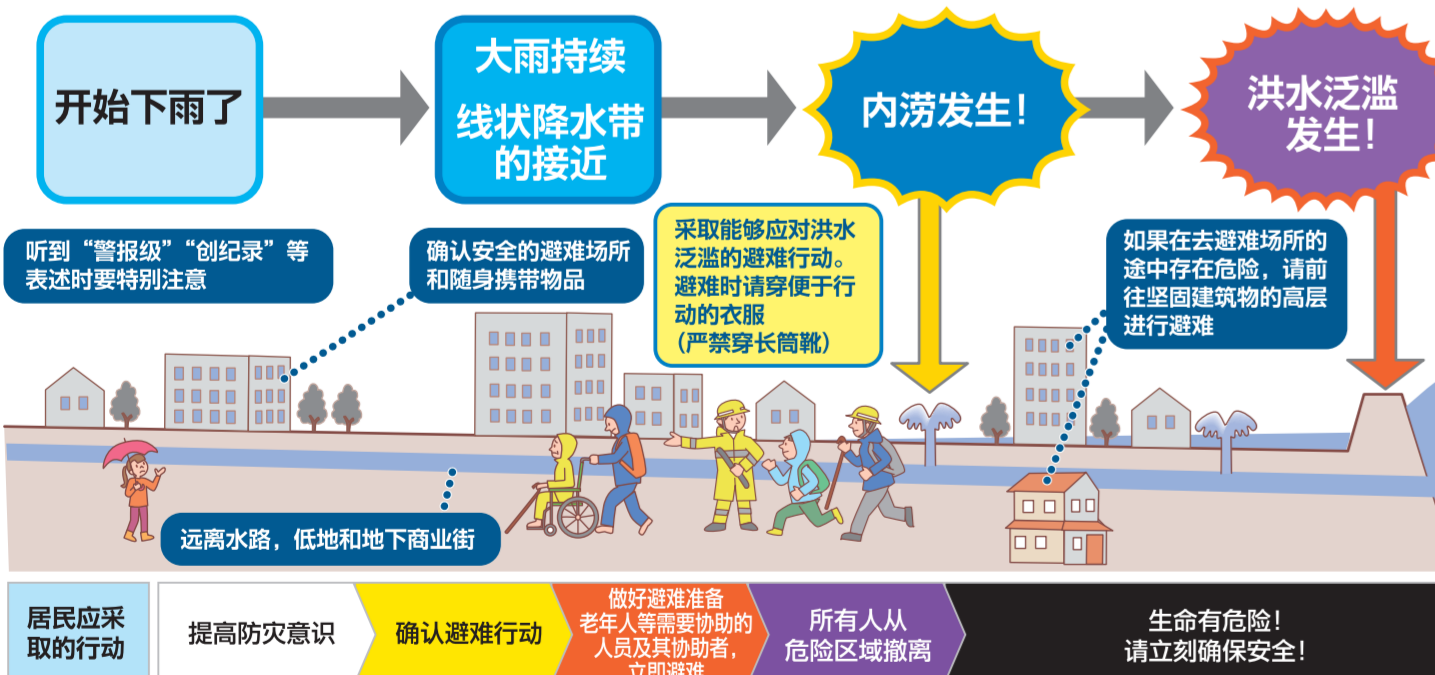 开始下雨了
大雨持续
线状降水带
的接近
内涝发生！
洪水泛滥
发生！
听到“警报级”“创纪录”等
表述时要特别注意
确认安全的避难场所
和随身携带物品
采取能够应对洪水
泛滥的避难行动。
避难时请穿便于行
动的衣服
(严禁穿长筒靴)
如果在去避难场所的
途中存在危险，请前
往坚固建筑物的高层
进行避难
远离水路，低地和地下商业街
居民应采
取的行动
提高防灾意识
确认避难行动
做好避难准备
老年人等需要协助的
人员及其协助者，
立即避难
所有人从
危险区域撤离
生命有危险！
请立刻确保安全！